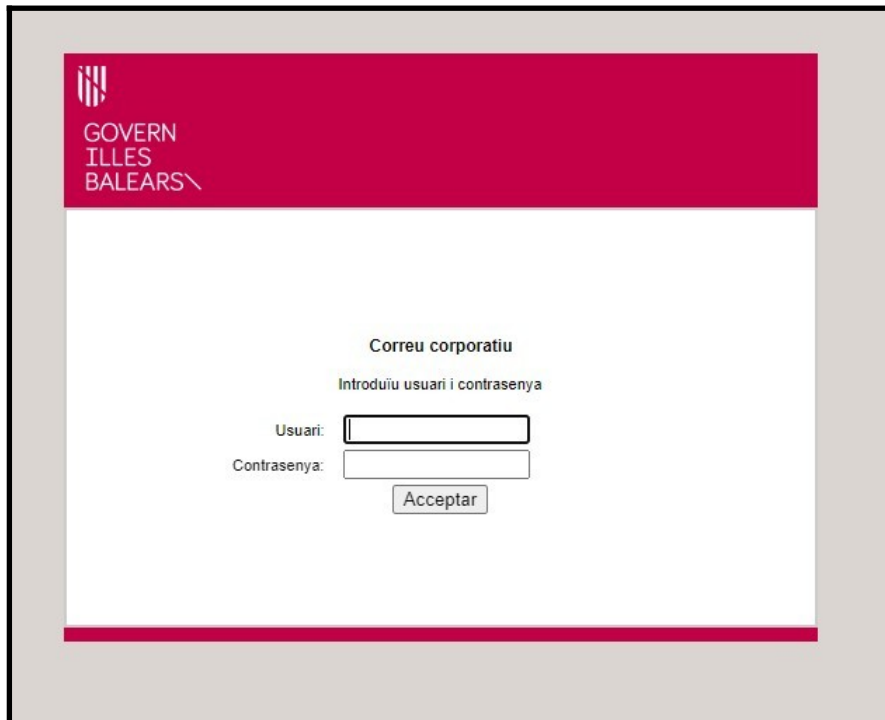 GOVERN
ILLES
BALEARS
Correu corporatiu
Introduïu usuari i contrasenya
Usuari:
Contrasenya:
Acceptar